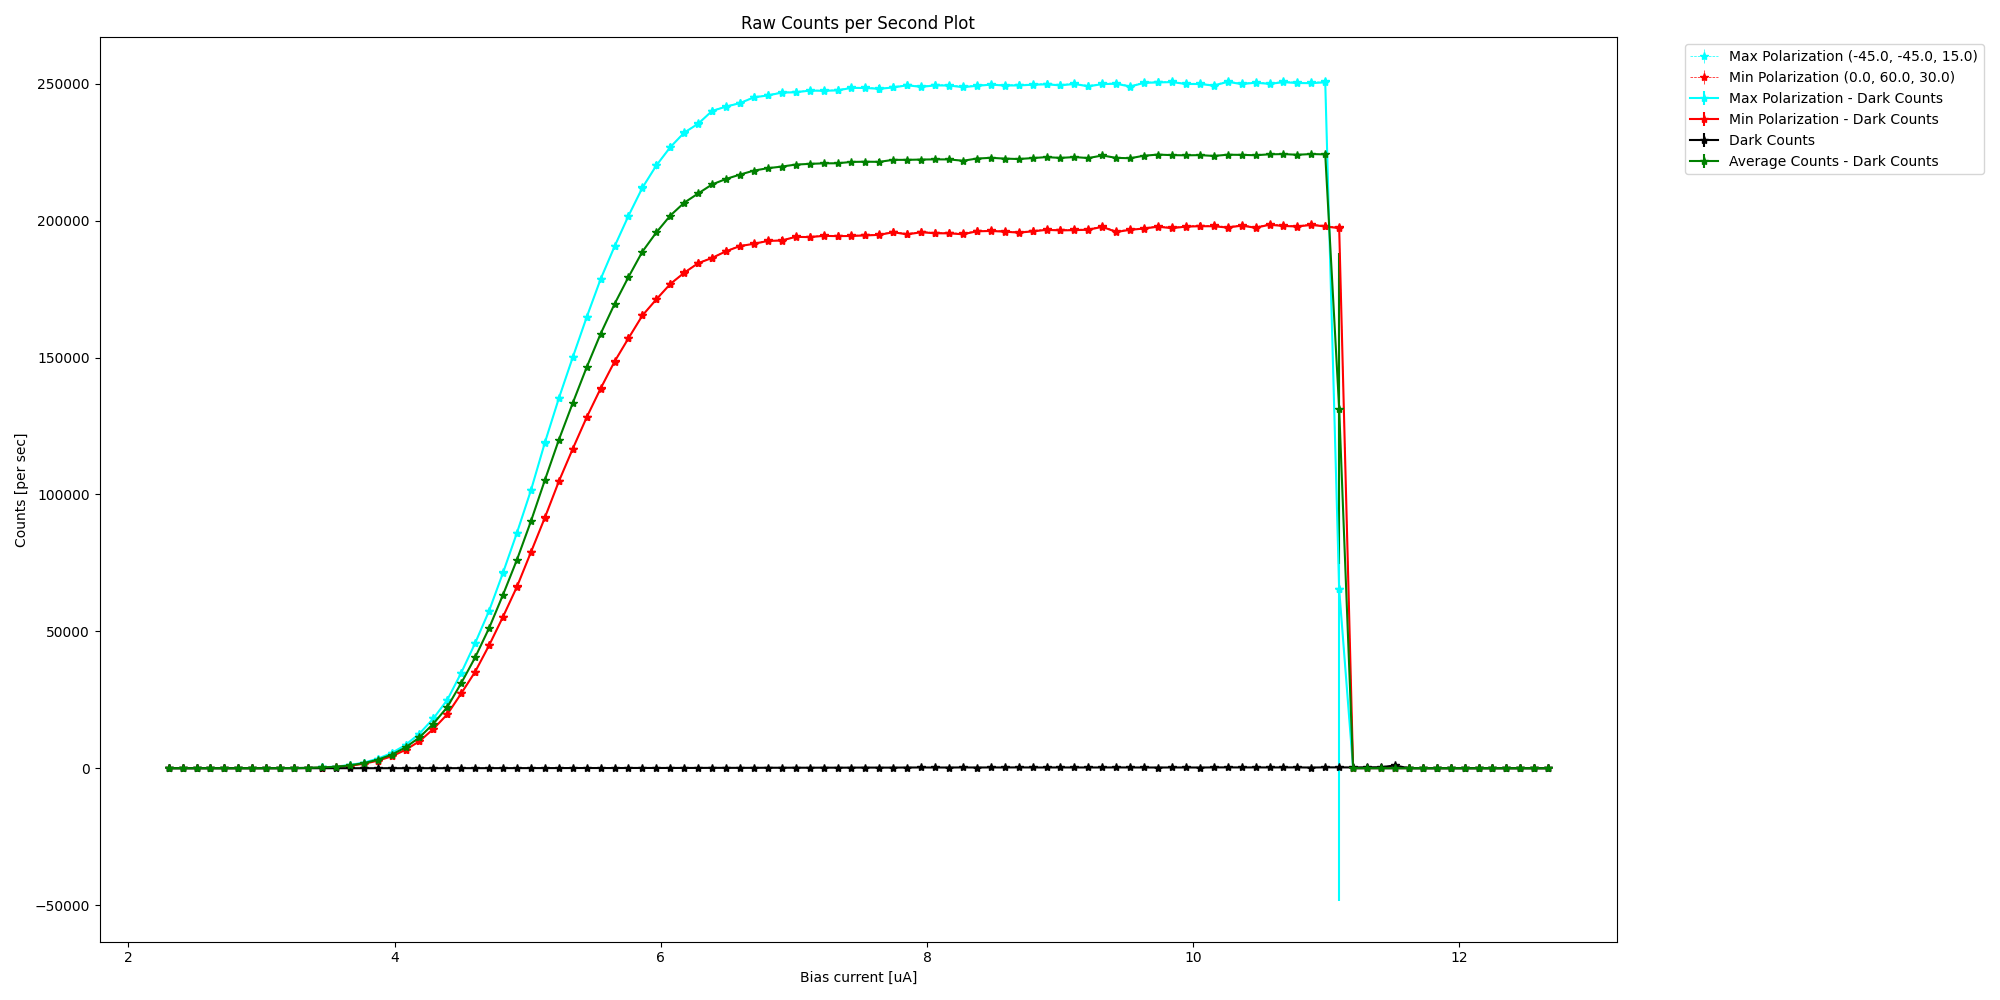 Raw Counts per Second Plot
Max Polarization (-45.0, -45.0, 15.0)
Min Polarization (0.0, 60.0, 30.0)
Max Polarization - Dark Counts
Min Polarization - Dark Counts
Dark Counts
Average Counts - Dark Counts
250000
200000
150000
100000
50000
0
−50000
Counts [per sec]
2
4
6
8
10
12
Bias current [uA]